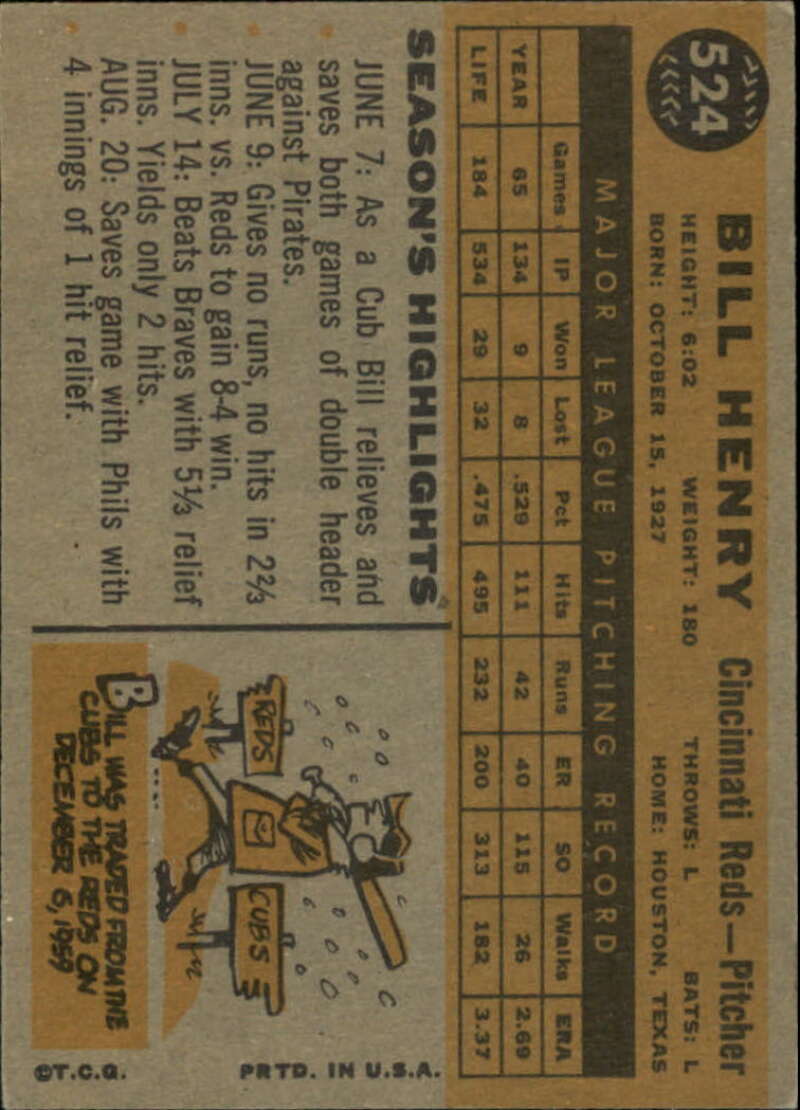 524
BILL HENRY Cincinnati Reds—Pitcher
HEIGHT: 6:02 WEIGHT: 180 THROWS: L BATS: L
BORN: OCTOBER 15, 1927 HOME: HOUSTON, TEXAS
MAJOR LEAGUE PITCHING RECORD
Games IP Won Lost Pct Hits Runs ER SO Walks ERA
YEAR 65 134 9 8 .529 111 42 40 115 26 2.69
LIFE 184 534 29 32 .475 495 232 200 313 182 3.37
SEASON'S HIGHLIGHTS
JUNE 7: As a Cub Bill relieves and
saves both games of double header
against Pirates.
JUNE 9: Gives no runs, no hits in 2⅔
inns. vs. Reds to gain 8-4 win.
JULY 14: Beats Braves with 5⅓ relief
inns. Yields only 2 hits.
AUG. 20: Saves game with Phils with
4 innings of 1 hit relief.
REDS
CUBS
BILL WAS TRADED FROM THE
CUBS TO THE REDS ON
DECEMBER 6, 1959
©T.C.G. PRTD. IN U.S.A.